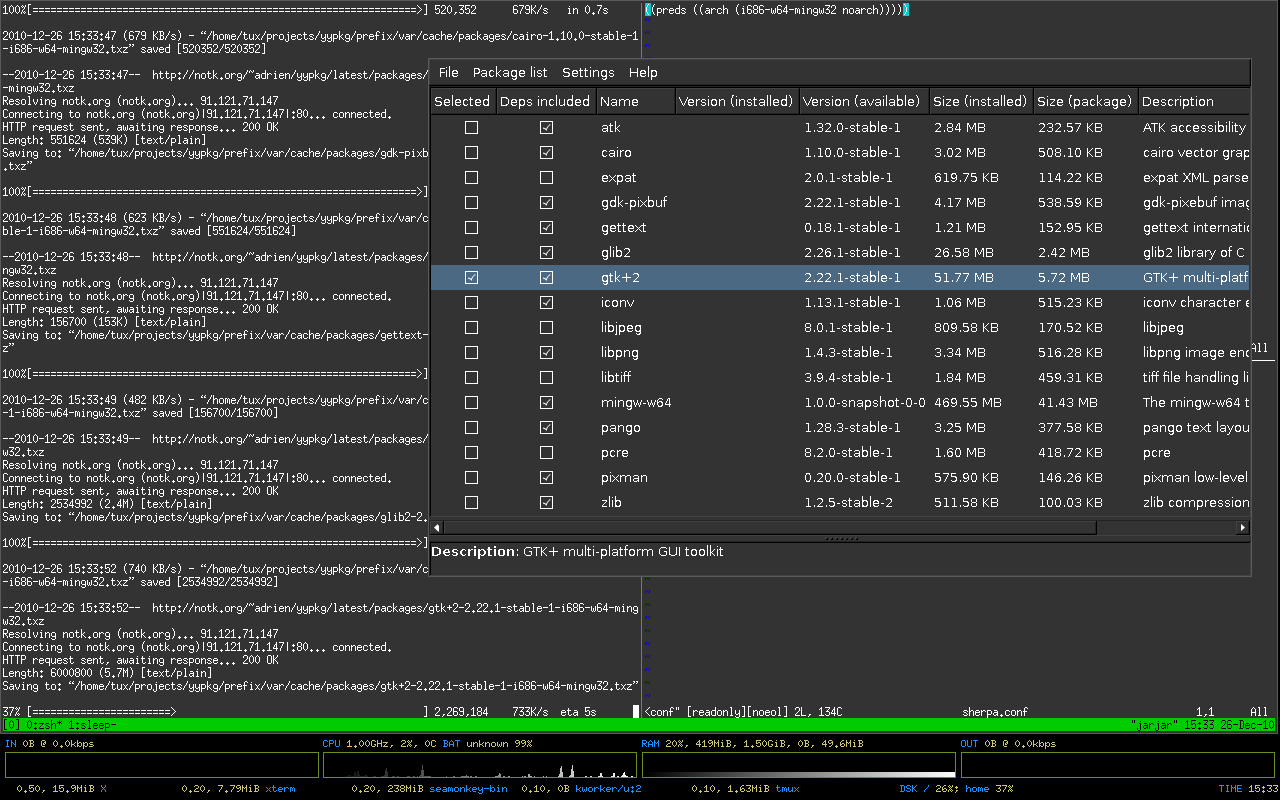 100%[================================================================>] 520,352      679K/s   in 0.7s
2010-12-26 15:33:47 (679 KB/s) - “/home/tux/projects/yypkg/prefix/var/cache/packages/cairo-1.10.0-stable-1
-i686-w64-mingw32.txz” saved [520352/520352]
--2010-12-26 15:33:47--  http://notk.org/~adrien/yypkg/latest/packages/
-mingw32.txz
Resolving notk.org (notk.org)... 91.121.71.147
Connecting to notk.org (notk.org)|91.121.71.147|:80... connected.
HTTP request sent, awaiting response... 200 OK
Length: 551624 (539K) [text/plain]
Saving to: “/home/tux/projects/yypkg/prefix/var/cache/packages/gdk-pixb
.txz”
100%[================================================================>]
2010-12-26 15:33:48 (623 KB/s) - “/home/tux/projects/yypkg/prefix/var/c
ble-1-i686-w64-mingw32.txz” saved [551624/551624]
--2010-12-26 15:33:48--  http://notk.org/~adrien/yypkg/latest/packages/
ngw32.txz
Resolving notk.org (notk.org)... 91.121.71.147
Connecting to notk.org (notk.org)|91.121.71.147|:80... connected.
HTTP request sent, awaiting response... 200 OK
Length: 156700 (153K) [text/plain]
Saving to: “/home/tux/projects/yypkg/prefix/var/cache/packages/gettext-
z”
100%[================================================================>]
2010-12-26 15:33:49 (482 KB/s) - “/home/tux/projects/yypkg/prefix/var/c
-1-i686-w64-mingw32.txz” saved [156700/156700]
--2010-12-26 15:33:49--  http://notk.org/~adrien/yypkg/latest/packages/
w32.txz
Resolving notk.org (notk.org)... 91.121.71.147
Connecting to notk.org (notk.org)|91.121.71.147|:80... connected.
HTTP request sent, awaiting response... 200 OK
Length: 2534992 (2.4M) [text/plain]
Saving to: “/home/tux/projects/yypkg/prefix/var/cache/packages/glib2-2.
100%[================================================================>]
2010-12-26 15:33:52 (740 KB/s) - “/home/tux/projects/yypkg/prefix/var/c
-i686-w64-mingw32.txz” saved [2534992/2534992]
--2010-12-26 15:33:52--  http://notk.org/~adrien/yypkg/latest/packages/gtk+2-2.22.1-stable-1-i686-w64-ming
w32.txz
Resolving notk.org (notk.org)... 91.121.71.147
Connecting to notk.org (notk.org)|91.121.71.147|:80... connected.
HTTP request sent, awaiting response... 200 OK
Length: 6000800 (5.7M) [text/plain]
Saving to: “/home/tux/projects/yypkg/prefix/var/cache/packages/gtk+2-2.22.1-stable-1-i686-w64-mingw32.txz”
37% [=======================>                                          ] 2,269,184    733K/s  eta 5s
((preds ((arch (i686-w64-mingw32 noarch)))))
File Package list Settings Help
Selected Deps included Name Version (installed) Version (available) Size (installed) Size (package) Description
atk 1.32.0-stable-1 2.84 MB 232.57 KB ATK accessibility
cairo 1.10.0-stable-1 3.02 MB 508.10 KB cairo vector grap
expat 2.0.1-stable-1 619.75 KB 114.22 KB expat XML parse
gdk-pixbuf 2.22.1-stable-1 4.17 MB 538.59 KB gdk-pixebuf imag
gettext 0.18.1-stable-1 1.21 MB 152.95 KB gettext internatic
glib2 2.26.1-stable-1 26.58 MB 2.42 MB glib2 library of C
gtk+2 2.22.1-stable-1 51.77 MB 5.72 MB GTK+ multi-platf
iconv 1.13.1-stable-1 1.06 MB 515.23 KB iconv character e
libjpeg 8.0.1-stable-1 809.58 KB 170.52 KB libjpeg
libpng 1.4.3-stable-1 3.34 MB 516.28 KB libpng image enc
libtiff 3.9.4-stable-1 1.84 MB 459.31 KB tiff file handling li
mingw-w64 1.0.0-snapshot-0-0 469.55 MB 41.43 MB The mingw-w64 t
pango 1.28.3-stable-1 3.25 MB 377.58 KB pango text layou
pcre 8.2.0-stable-1 1.60 MB 418.72 KB pcre
pixman 0.20.0-stable-1 575.90 KB 146.26 KB pixman low-level
zlib 1.2.5-stable-2 511.58 KB 100.03 KB zlib compression
Description: GTK+ multi-platform GUI toolkit
All
<conf" [readonly][noeol] 2L, 134C                    sherpa.conf                            1,1      All
[0] 0:zsh* 1:sleep-                    "jarjar" 15:33 26-Dec-10
IN 0B @ 0.0kbps CPU 1.00GHz, 2%, 0C BAT unknown 99% RAM 20%, 419MiB, 1.50GiB, 0B, 49.6MiB OUT 0B @ 0.0kbps
0.50, 15.9MiB X 0.20, 7.79MiB xterm 0.20, 238MiB seamonkey-bin 0.10, 0B kworker/u:2 0.10, 1.63MiB tmux DSK / 26%; home 37% TIME 15:33